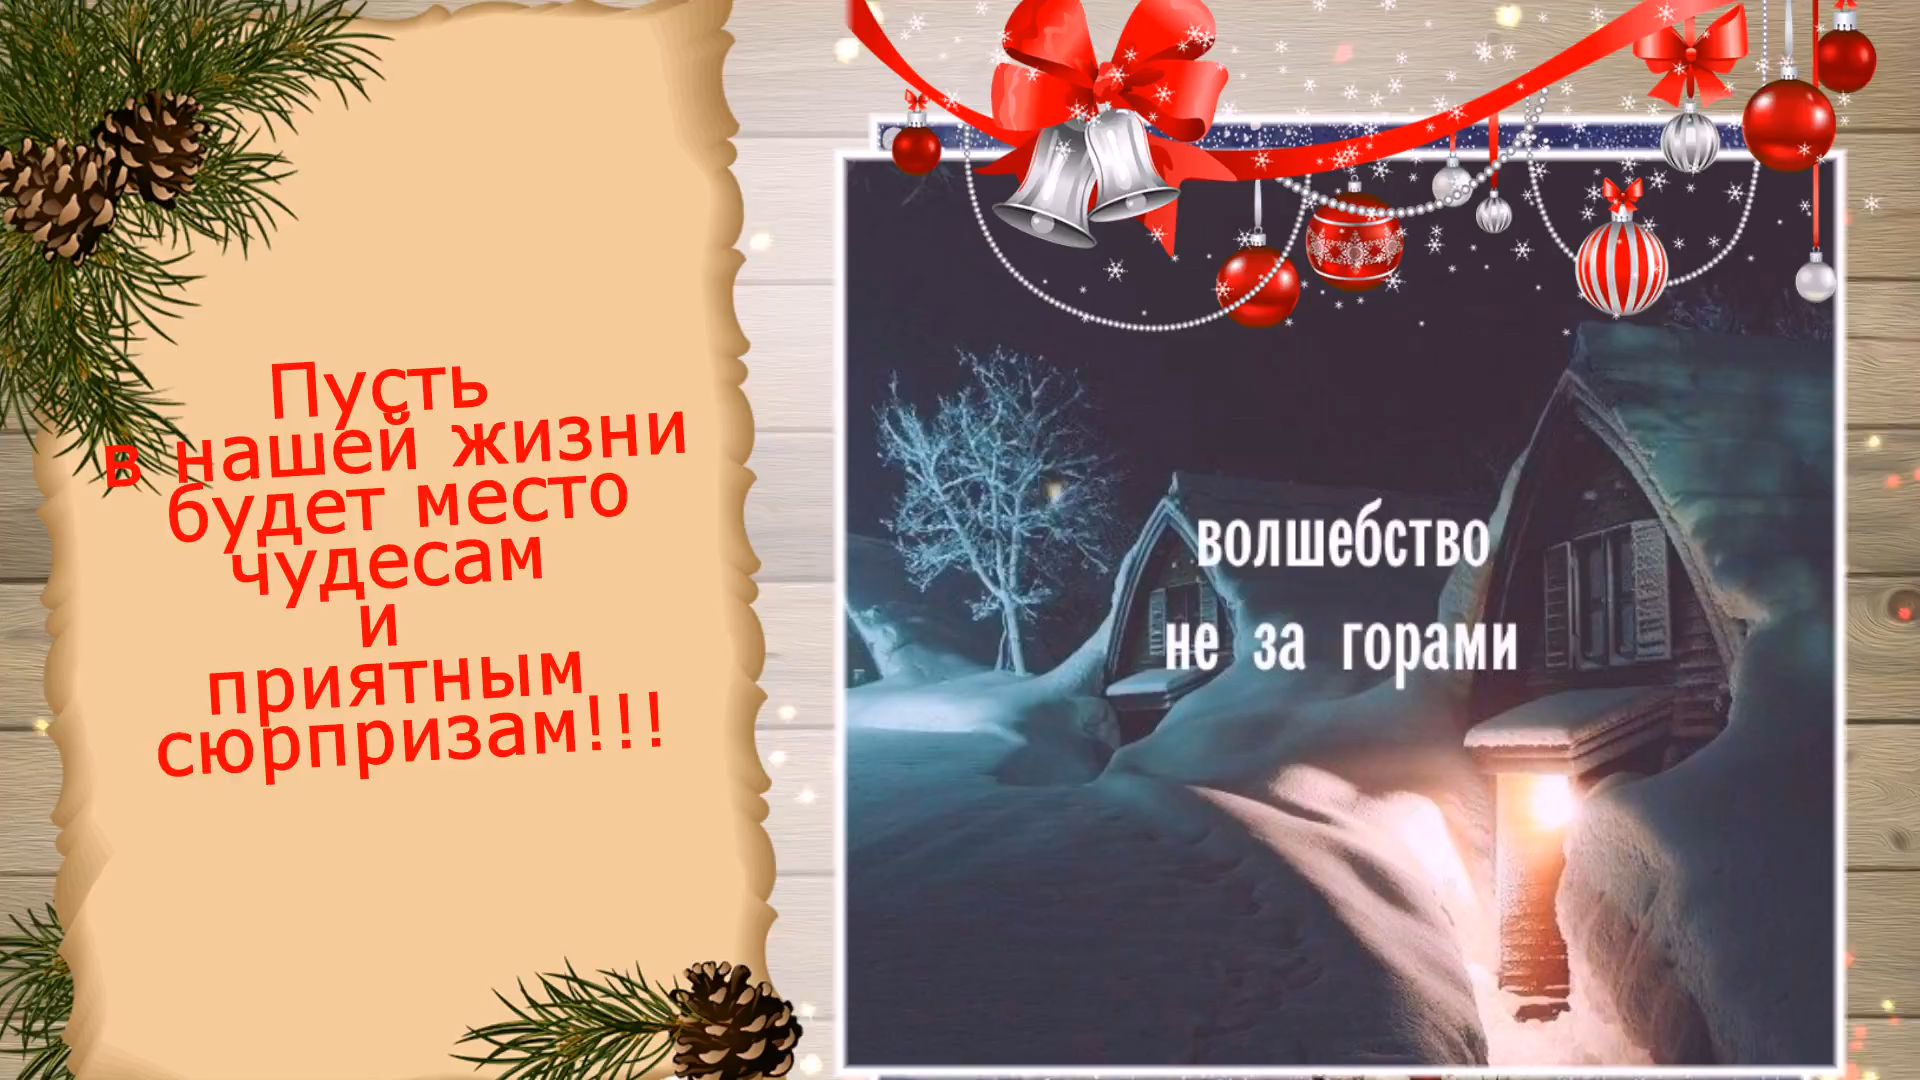 Пусть
в нашей жизни
будет место
чудесам
и
приятным
сюрпризам!!!
волшебство
не за горами